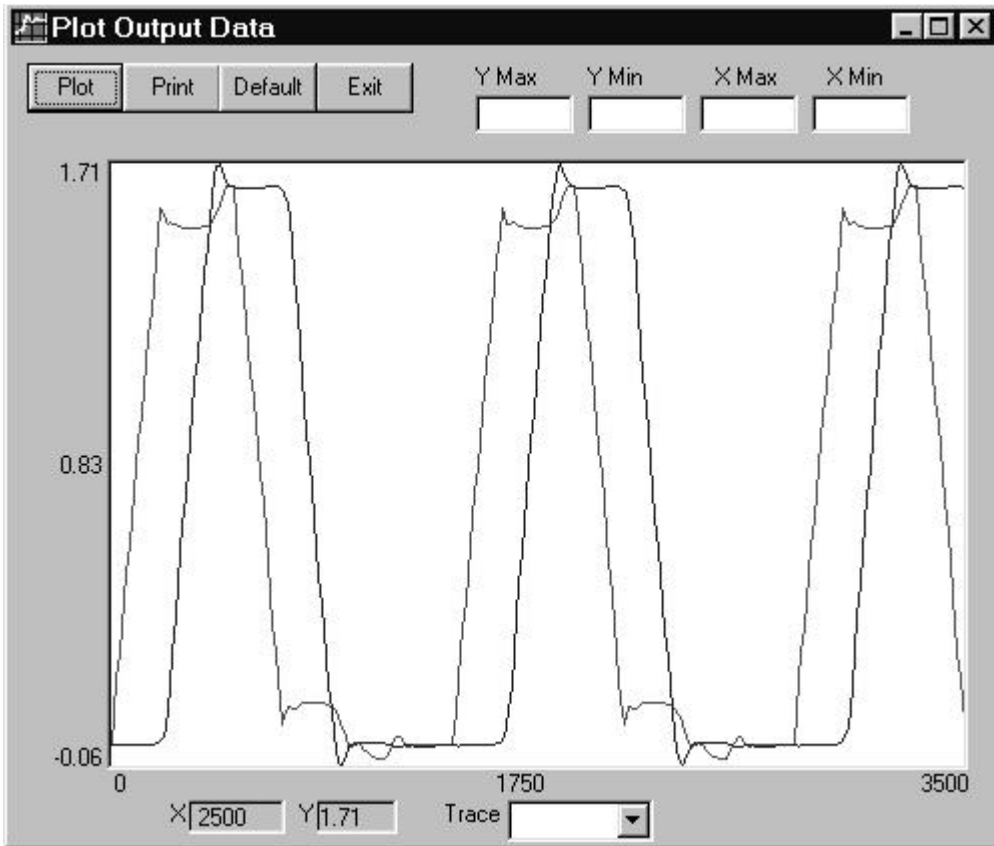 Plot Output Data
Plot Print Default Exit
Y Max Y Min X Max X Min
1.71
0.83
-0.06
0 1750 3500
X 2500 Y 1.71 Trace